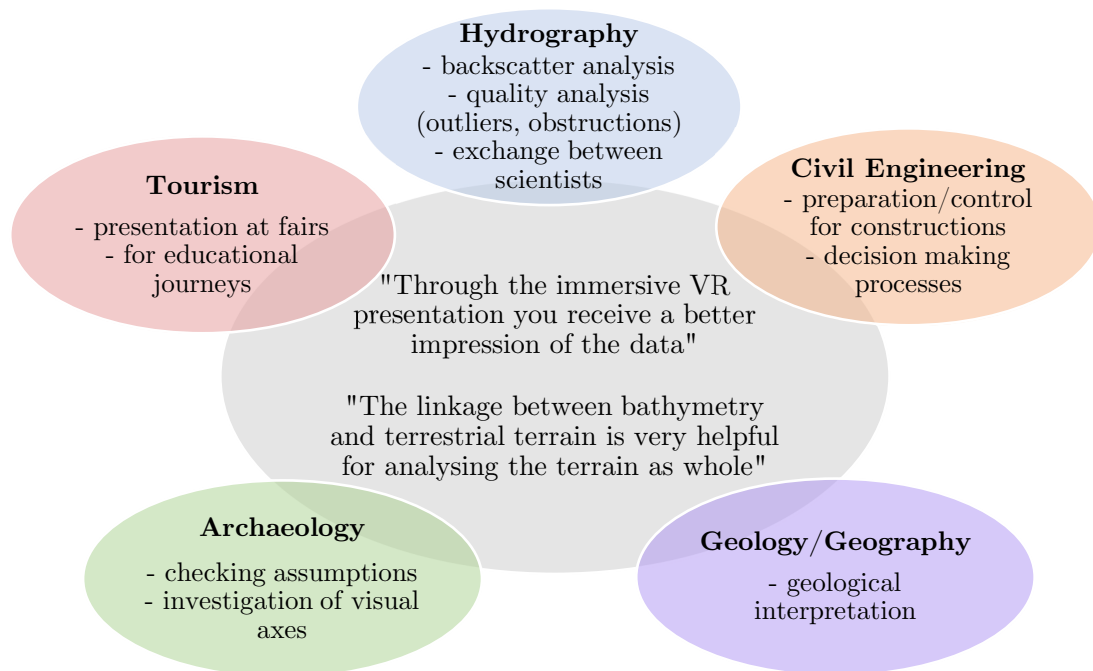 Hydrography
- backscatter analysis
- quality analysis
(outliers, obstructions)
- exchange between
scientists
Tourism
- presentation at fairs
- for educational
journeys
Civil Engineering
- preparation/control
for constructions
- decision making
processes
"Through the immersive VR
presentation you receive a better
impression of the data"
"The linkage between bathymetry
and terrestrial terrain is very helpful
for analysing the terrain as whole"
Archaeology
- checking assumptions
- investigation of visual
axes
Geology/Geography
- geological
interpretation